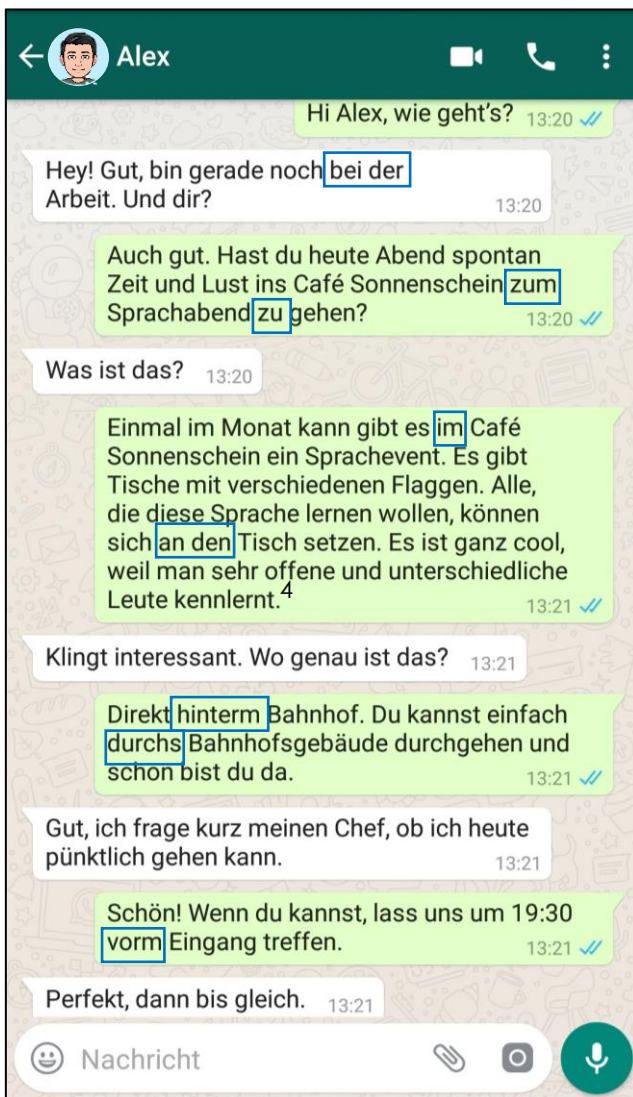 Alex
Hi Alex, wie geht's? 13:20
Hey! Gut, bin gerade noch bei der
Arbeit. Und dir? 13:20
Auch gut. Hast du heute Abend spontan
Zeit und Lust ins Café Sonnenschein zum
Sprachabend zu gehen? 13:20
Was ist das? 13:20
Einmal im Monat kann gibt es im Café
Sonnenschein ein Sprachevent. Es gibt
Tische mit verschiedenen Flaggen. Alle,
die diese Sprache lernen wollen, können
sich an den Tisch setzen. Es ist ganz cool,
weil man sehr offene und unterschiedliche
Leute kennlernt.4 13:21
Klingt interessant. Wo genau ist das? 13:21
Direkt hinterm Bahnhof. Du kannst einfach
durchs Bahnhofsgebäude durchgehen und
schon bist du da. 13:21
Gut, ich frage kurz meinen Chef, ob ich heute
pünktlich gehen kann. 13:21
Schön! Wenn du kannst, lass uns um 19:30
vorm Eingang treffen. 13:21
Perfekt, dann bis gleich. 13:21
Nachricht